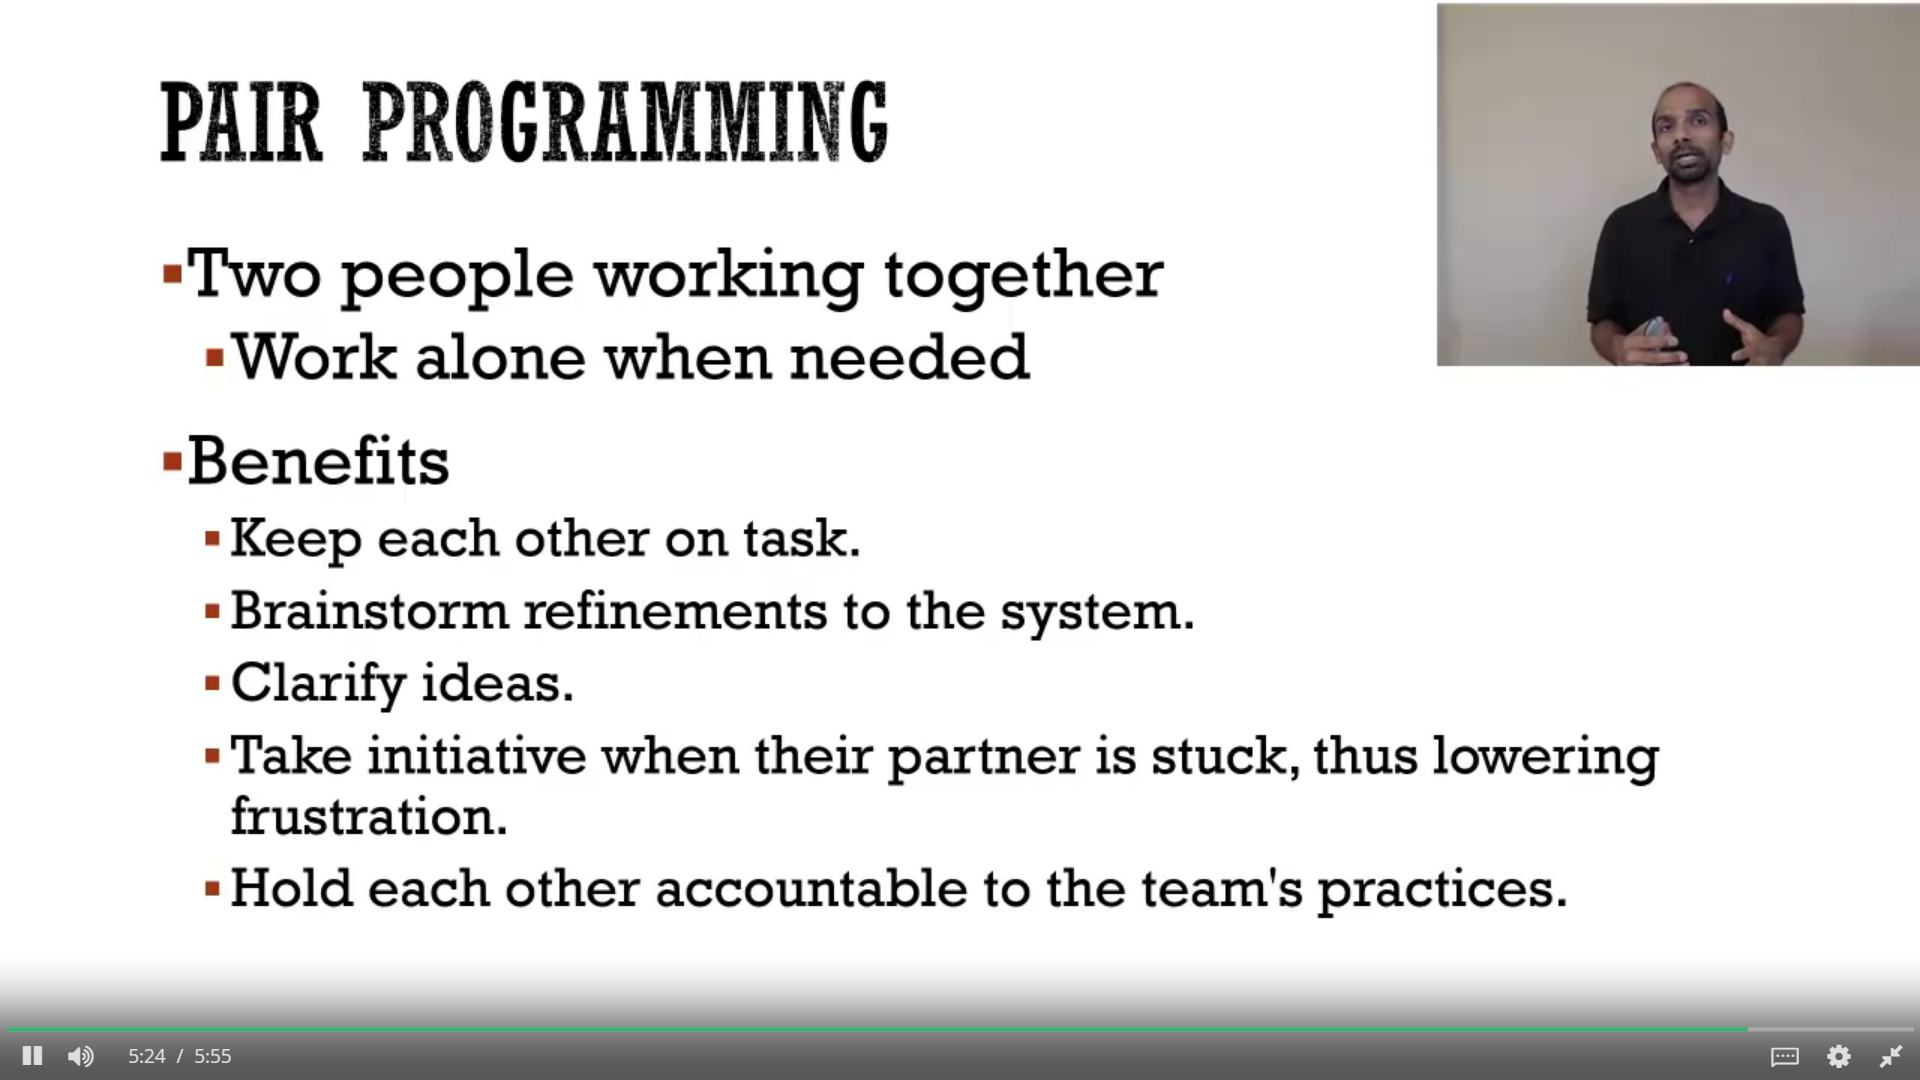 PAIR PROGRAMMING
Two people working together
Work alone when needed
Benefits
Keep each other on task.
Brainstorm refinements to the system.
Clarify ideas.
Take initiative when their partner is stuck, thus lowering
frustration.
Hold each other accountable to the team's practices.
5:24 / 5:55